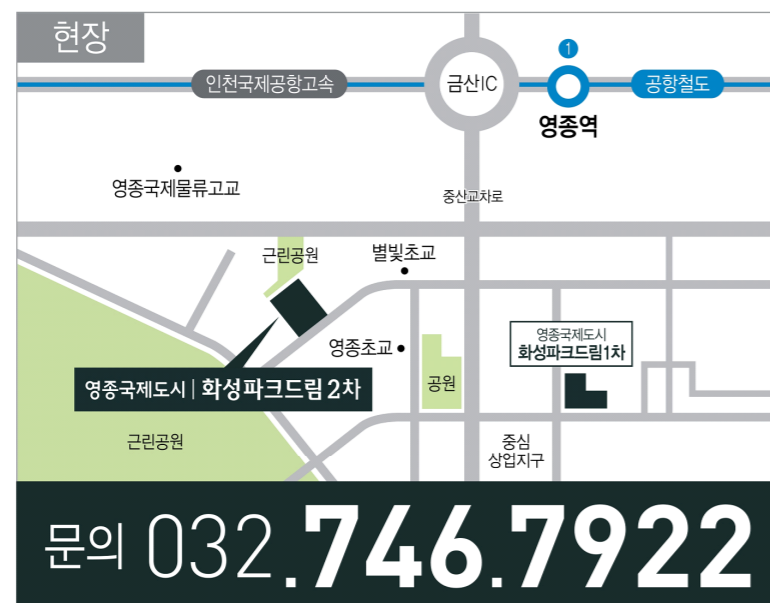 현장
1
인천국제공항고속
금산IC
공항철도
영종역
영종국제물류고교
중산교차로
근린공원
별빛초교
영종초교
영종국제도시
화성파크드림1차
영종국제도시 | 화성파크드림 2차
공원
근린공원
중심
상업지구
문의 032.746.7922